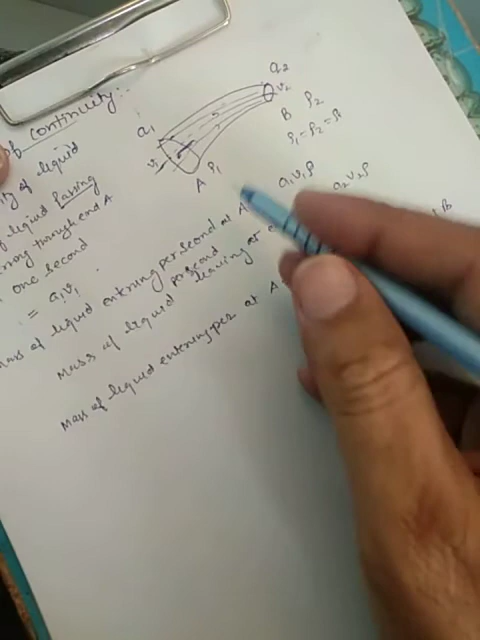 of continuity:-
a₂
v₂
a₁
B ρ₂
ρ₁=ρ₂=ρ
v₁
A ρ₁
of liquid
of liquid passing
through end A
one second
= a₁v₁
a₁v₁ρ
a₂v₂ρ
Mass of liquid entering per second at A
Mass of liquid leaving at
per second
B
Mass of liquid entering per at A